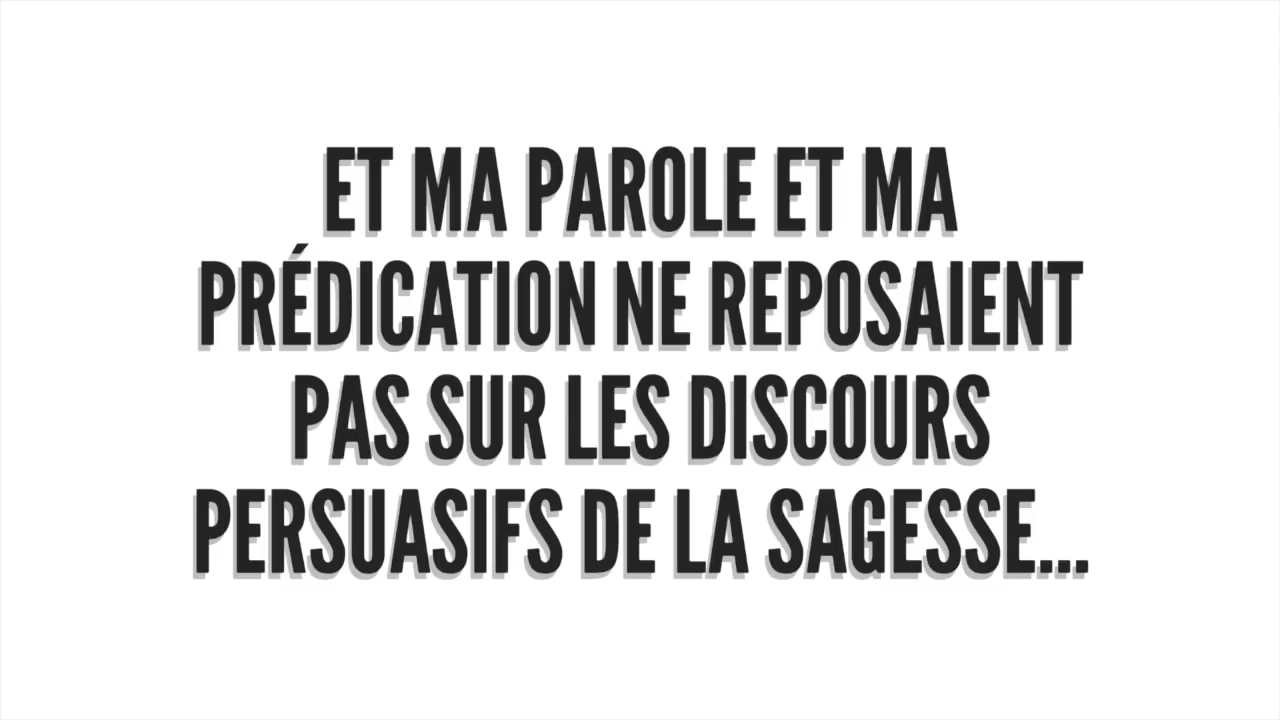 ET MA PAROLE ET MA
PRÉDICATION NE REPOSAIENT
PAS SUR LES DISCOURS
PERSUASIFS DE LA SAGESSE...